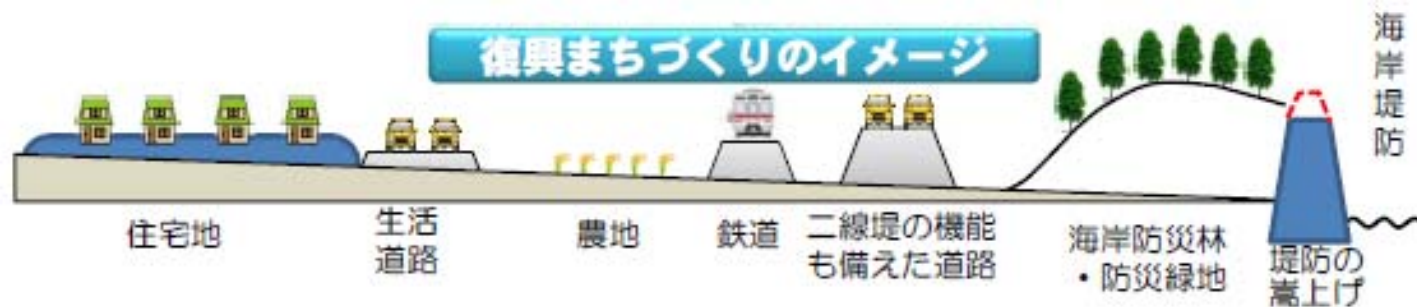 復興まちづくりのイメージ
海岸堤防
住宅地
生活
道路
農地
鉄道
二線堤の機能
も備えた道路
海岸防災林
・防災緑地
堤防の
嵩上げ